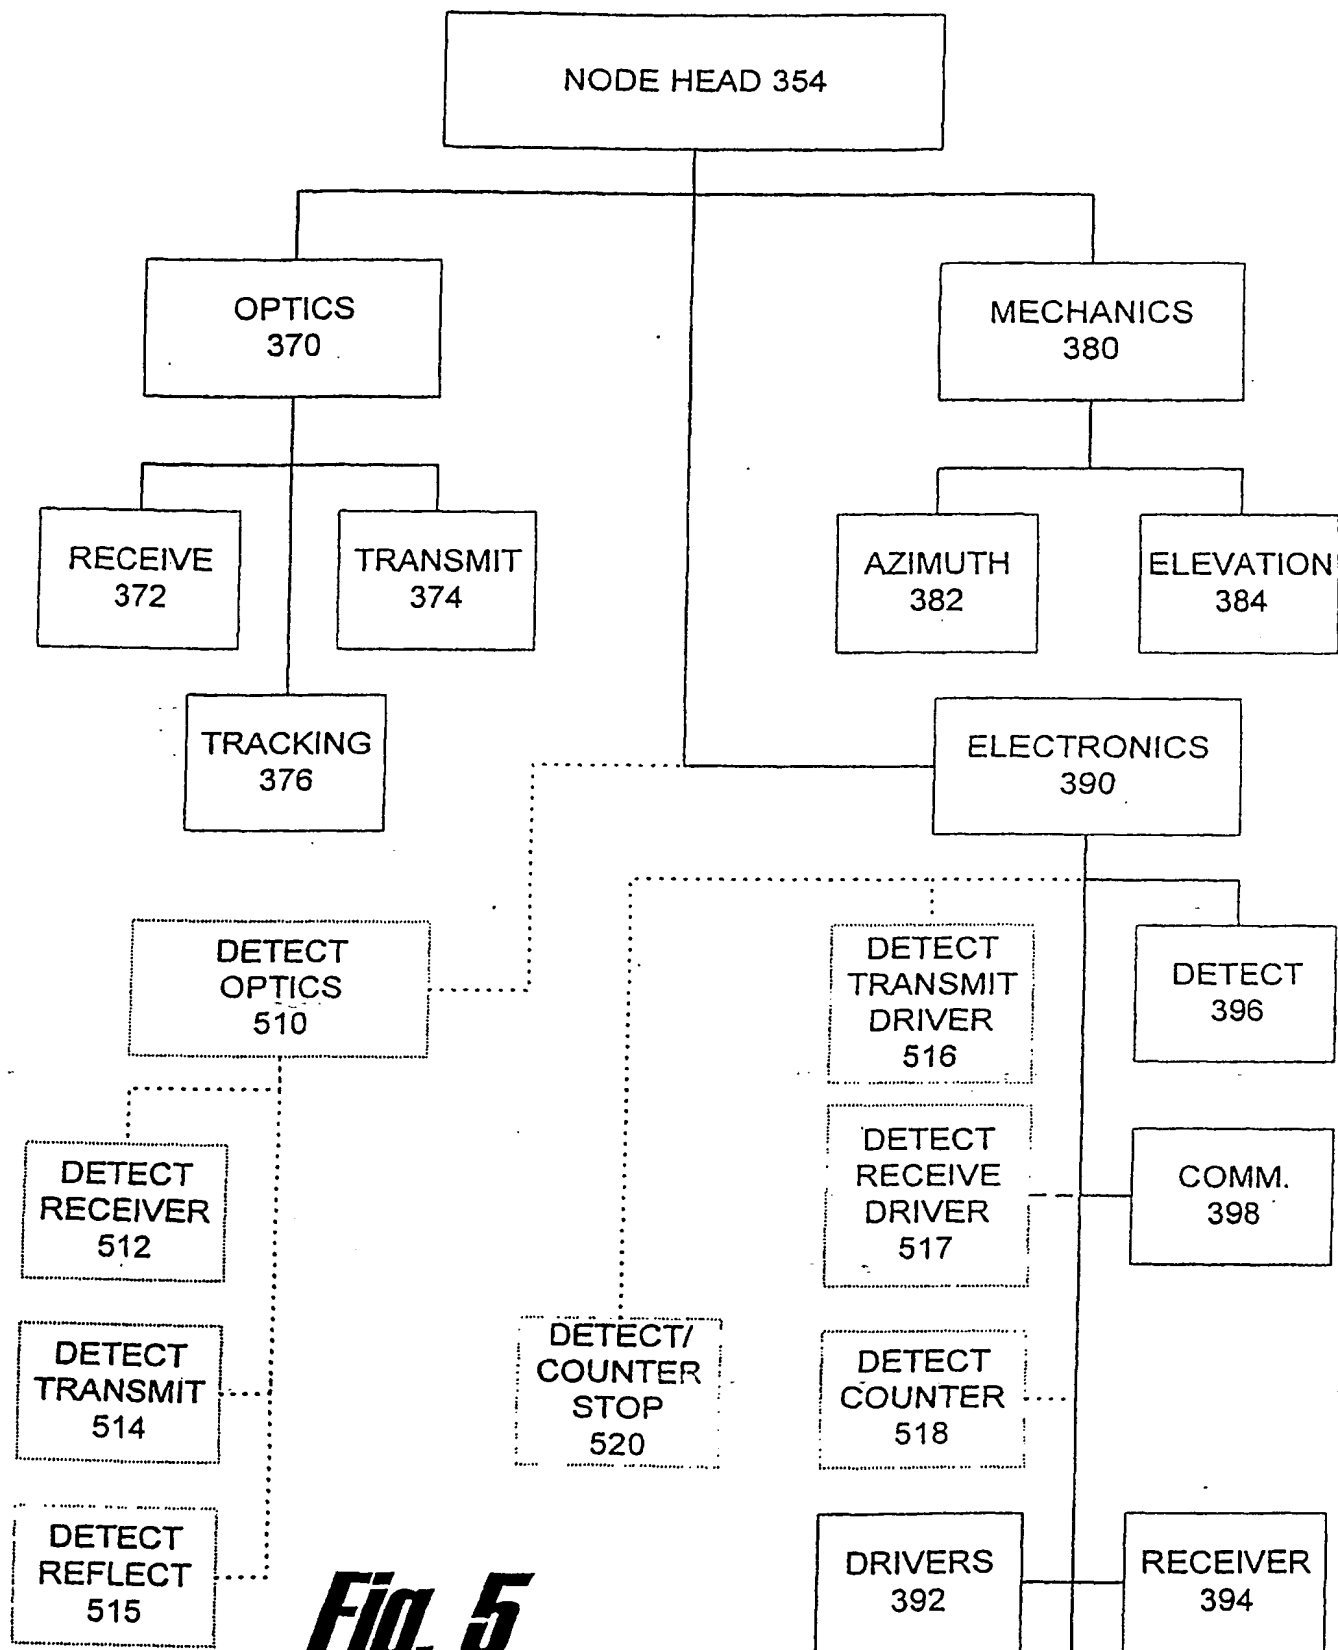 NODE HEAD 354
OPTICS
370
MECHANICS
380
RECEIVE
372
TRANSMIT
374
AZIMUTH
382
ELEVATION
384
TRACKING
376
ELECTRONICS
390
DETECT
OPTICS
510
DETECT
TRANSMIT
DRIVER
516
DETECT
396
DETECT
RECEIVER
512
DETECT
RECEIVE
DRIVER
517
COMM.
398
DETECT
TRANSMIT
514
DETECT/
COUNTER
STOP
520
DETECT
COUNTER
518
DETECT
REFLECT
515
DRIVERS
392
RECEIVER
394
Fig. 5